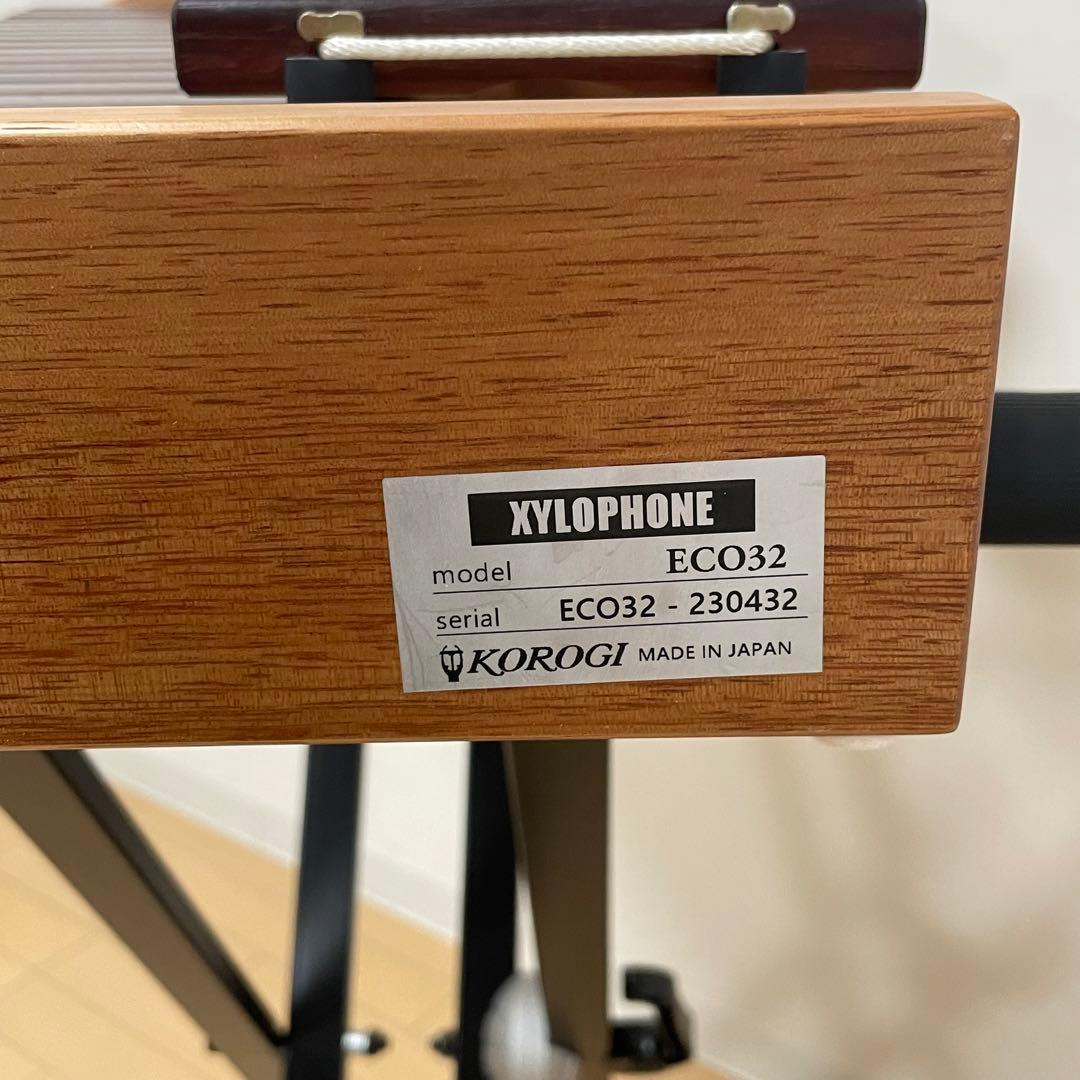 XYLOPHONE
model ECO32
serial ECO32 - 230432
KOROGI MADE IN JAPAN